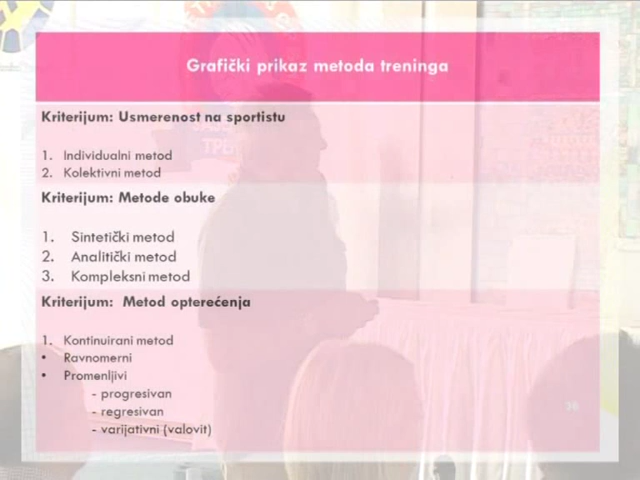 Grafički prikaz metoda treninga
Kriterijum: Usmerenost na sportistu
1. Individualni metod
2. Kolektivni metod
Kriterijum: Metode obuke
1. Sintetički metod
2. Analitički metod
3. Kompleksni metod
Kriterijum: Metod opterećenja
1. Kontinuirani metod
• Ravnomerni
• Promenljivi
- progresivan
- regresivan
- varijativni (valovit)
36